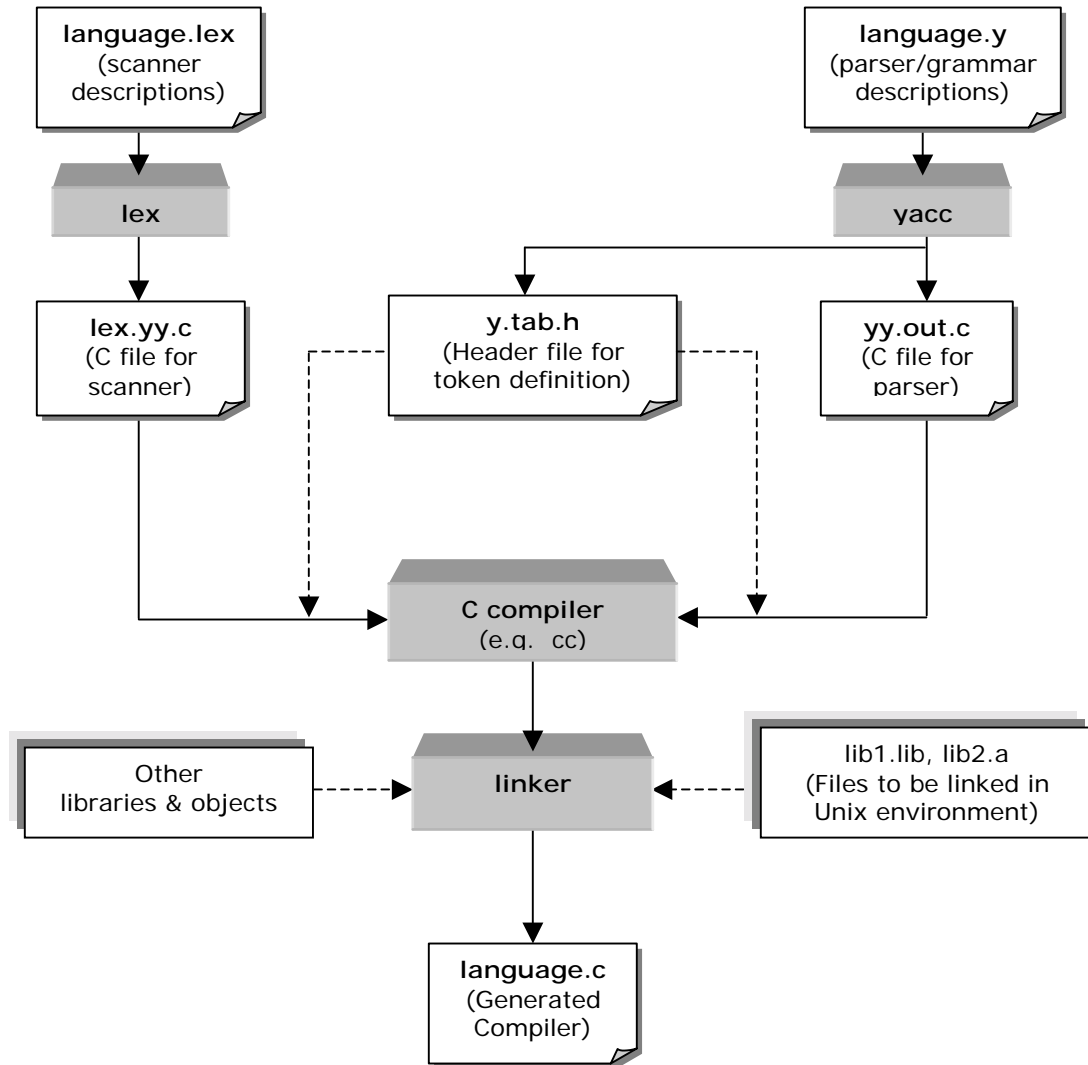 language.lex
(scanner
descriptions)
language.y
(parser/grammar
descriptions)
lex
yacc
lex.yy.c
(C file for
scanner)
y.tab.h
(Header file for
token definition)
yy.out.c
(C file for
parser)
C compiler
(e.g. cc)
Other
libraries & objects
linker
lib1.lib, lib2.a
(Files to be linked in
Unix environment)
language.c
(Generated
Compiler)